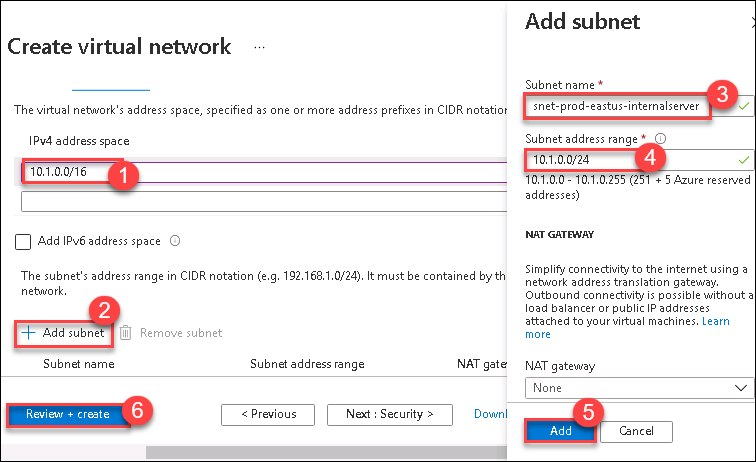 Create virtual network ...
The virtual network's address space, specified as one or more address prefixes in CIDR notation
IPv4 address space
10.1.0.0/16
1
Add IPv6 address space
The subnet's address range in CIDR notation (e.g. 192.168.1.0/24). It must be contained by the
network.
2
+ Add subnet
Remove subnet
Subnet name
Subnet address range
NAT
Review + create
6
< Previous
Next : Security >
Downl
Add subnet
Subnet name *
snet-prod-eastus-internalserver
3
Subnet address range *
10.1.0.0/24
4
10.1.0.0 - 10.1.0.255 (251 + 5 Azure reserved
addresses)
NAT GATEWAY
Simplify connectivity to the internet using a
network address translation gateway.
Outbound connectivity is possible without a
load balancer or public IP addresses
attached to your virtual machines. Learn
more
NAT gateway
None
5
Add
Cancel